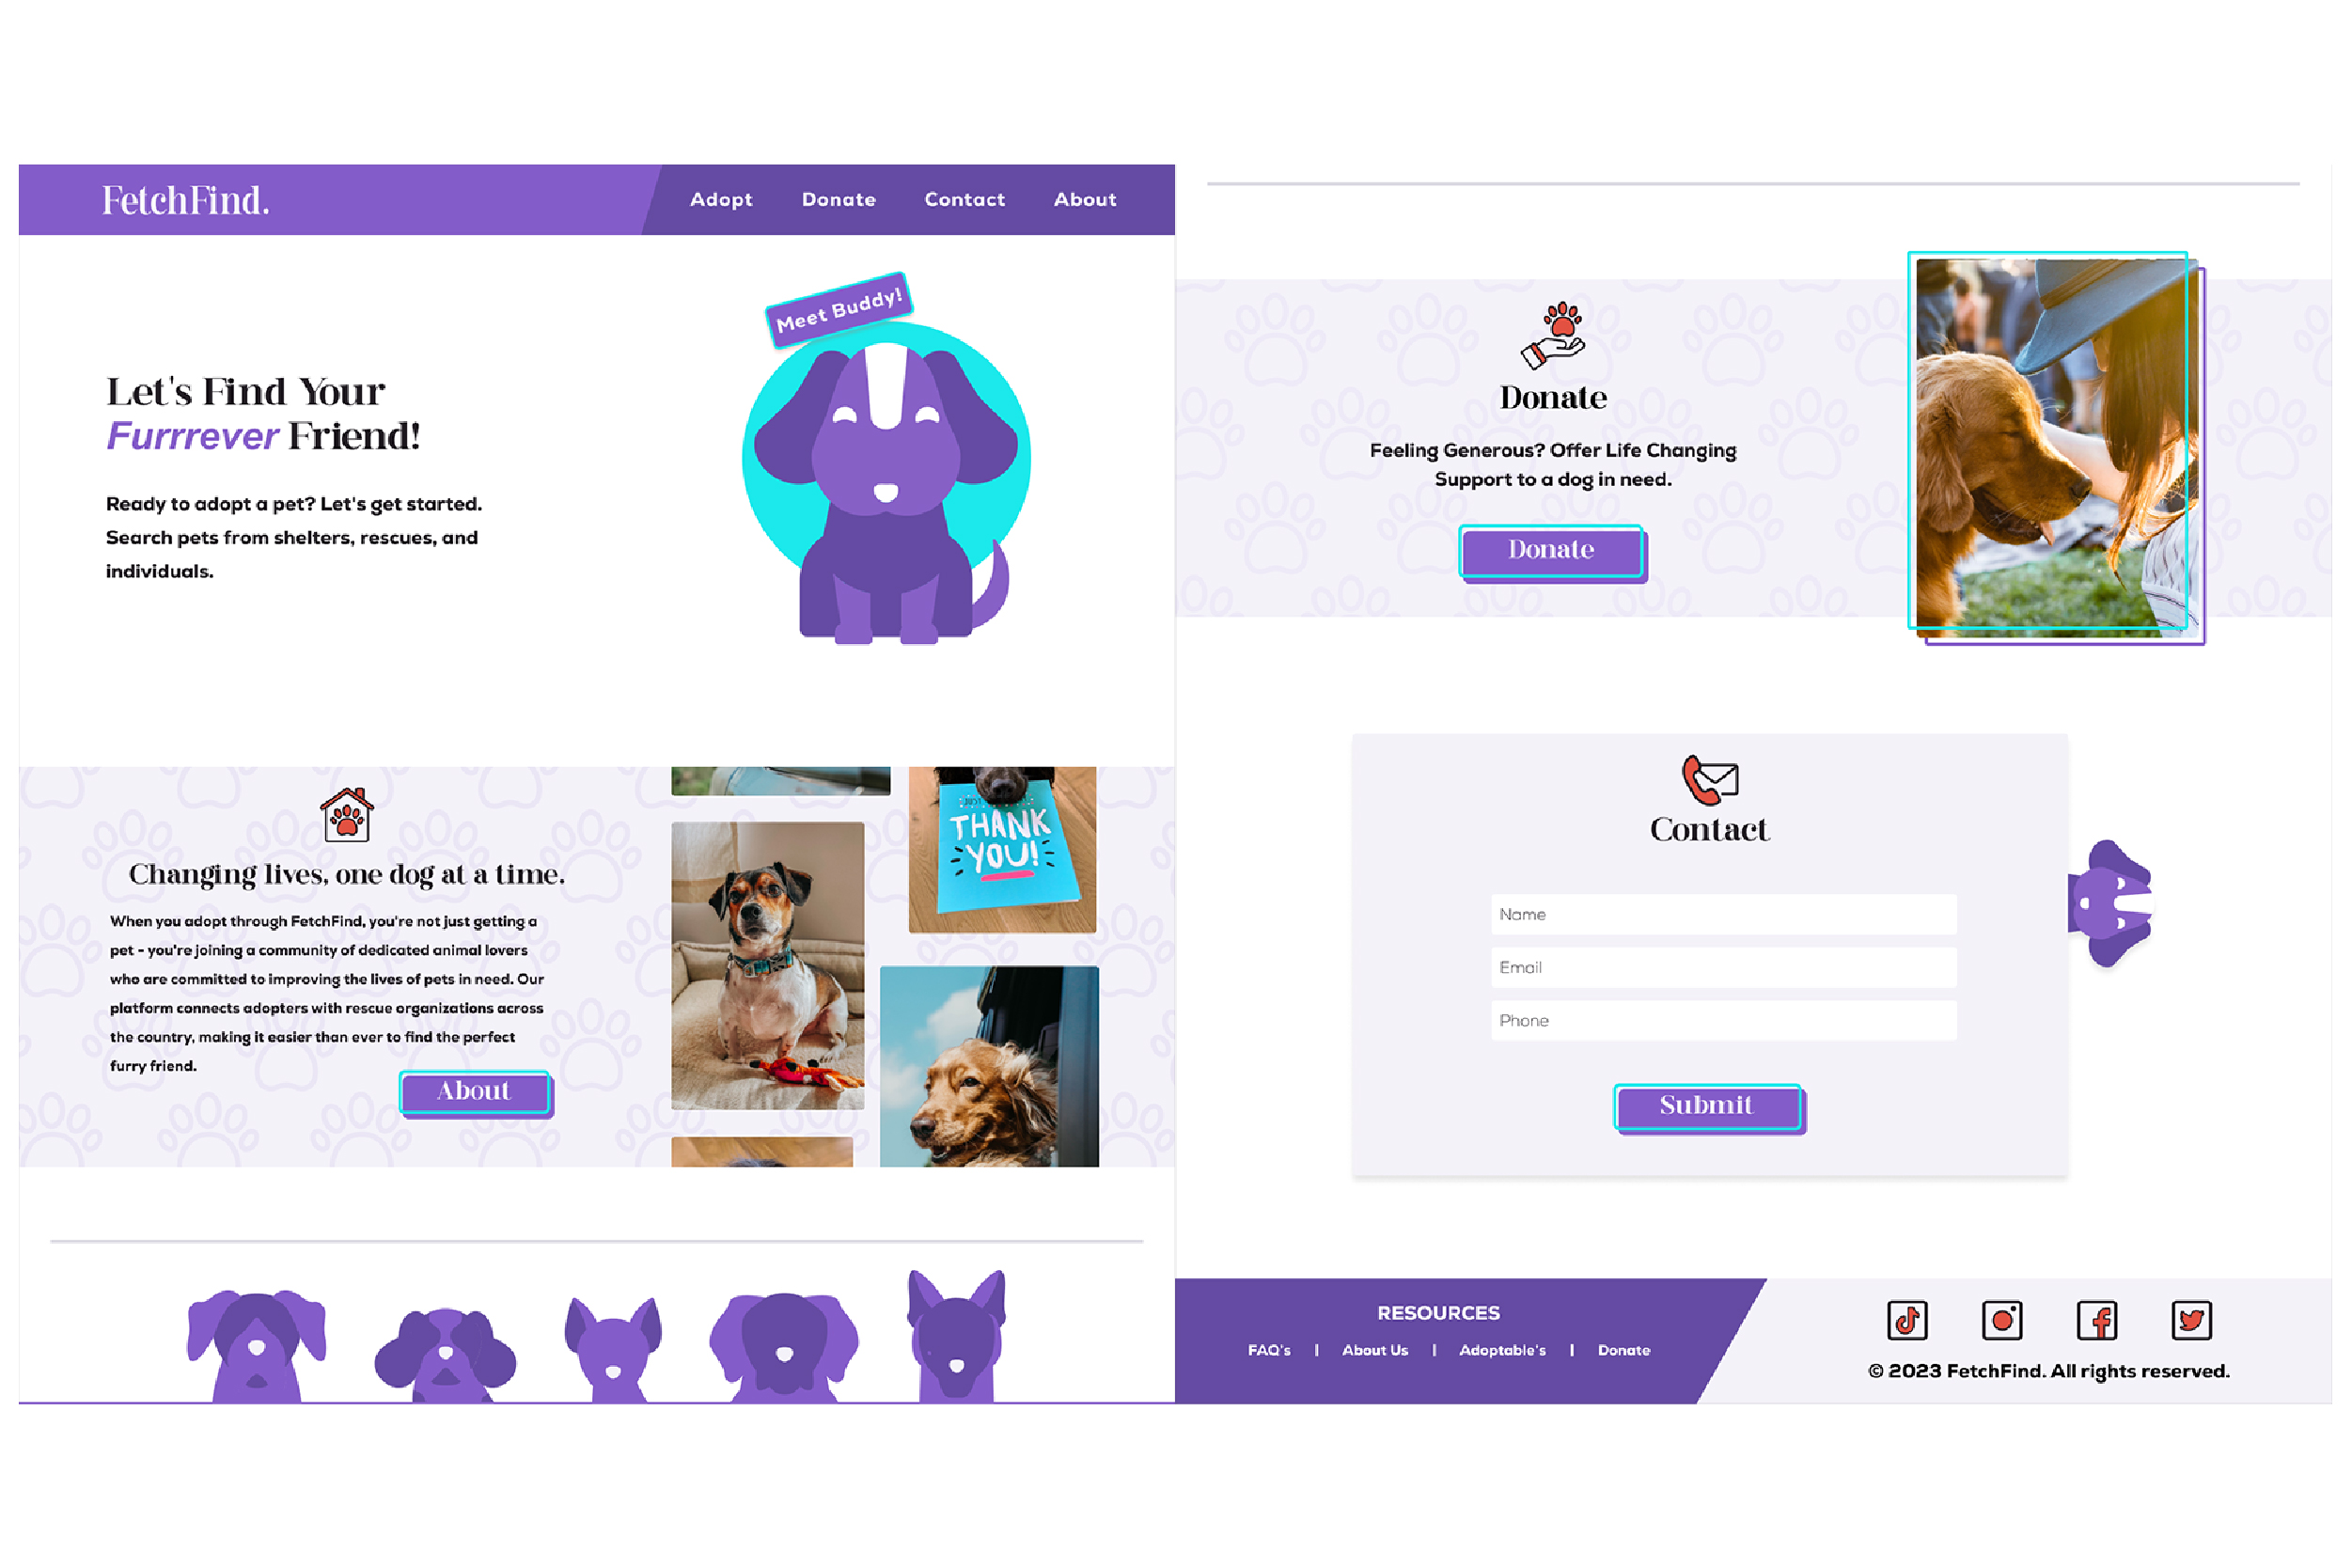 FetchFind.
Adopt Donate Contact About
Meet Buddy!
Let's Find Your
Furrrever Friend!
Ready to adopt a pet? Let's get started.
Search pets from shelters, rescues, and
individuals.
Changing lives, one dog at a time.
When you adopt through FetchFind, you're not just getting a
pet - you're joining a community of dedicated animal lovers
who are committed to improving the lives of pets in need. Our
platform connects adopters with rescue organizations across
the country, making it easier than ever to find the perfect
furry friend.
About
THANK
YOU!
Donate
Feeling Generous? Offer Life Changing
Support to a dog in need.
Donate
Contact
Name
Email
Phone
Submit
RESOURCES
FAQ's | About Us | Adoptable's | Donate
© 2023 FetchFind. All rights reserved.